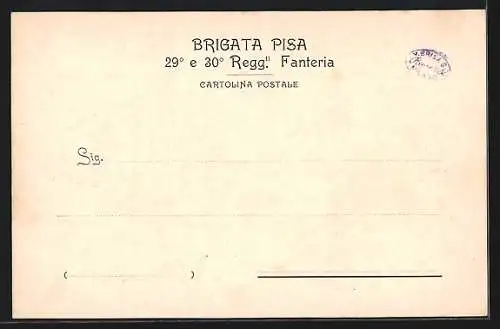 BRIGATA PISA
29° e 30° Regg.ti Fanteria
CARTOLINA POSTALE
Sig.
( )